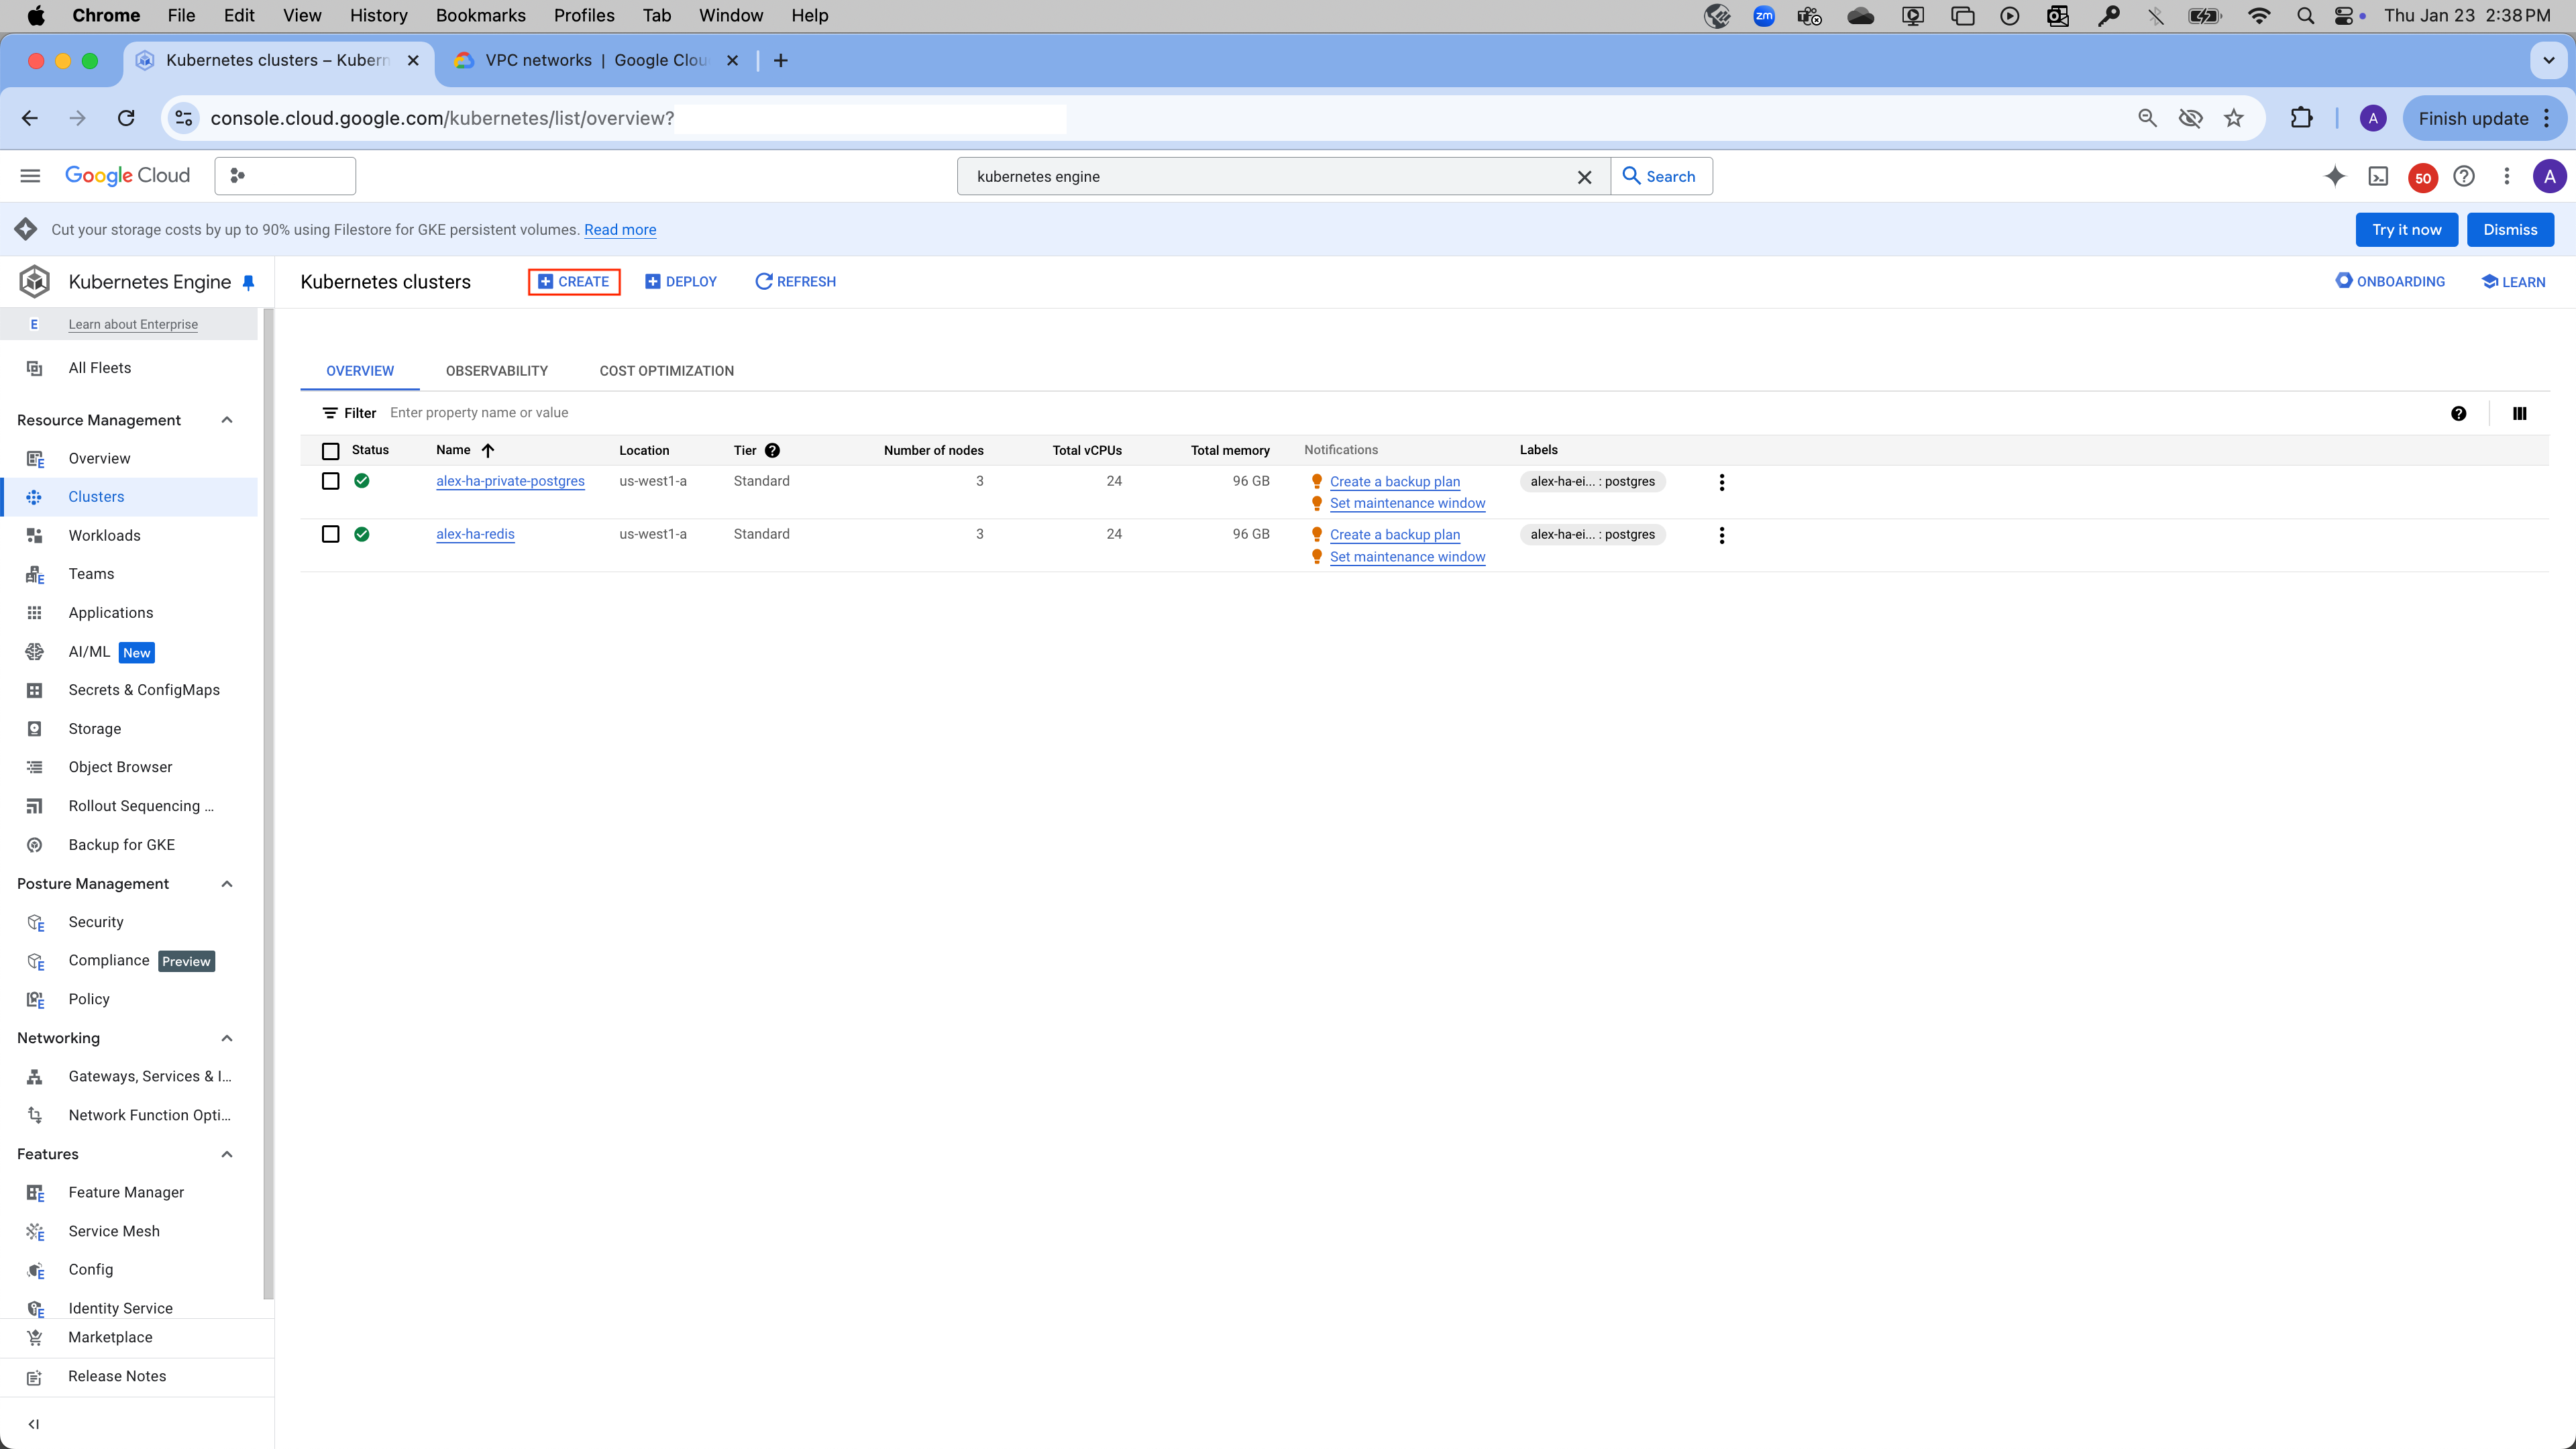 Chrome File Edit View History Bookmarks Profiles Tab Window Help
zm
Thu Jan 23 2:38 PM
Kubernetes clusters – Kubern
VPC networks | Google Clou
console.cloud.google.com/kubernetes/list/overview?
A
Finish update
Google Cloud
kubernetes engine
Search
50
A
Cut your storage costs by up to 90% using Filestore for GKE persistent volumes. Read more
Try it now
Dismiss
Kubernetes Engine
Kubernetes clusters
CREATE
DEPLOY
REFRESH
ONBOARDING
LEARN
E Learn about Enterprise
All Fleets
Resource Management
Overview
Clusters
Workloads
Teams
Applications
AI/ML New
Secrets & ConfigMaps
Storage
Object Browser
Rollout Sequencing ...
Backup for GKE
Posture Management
Security
Compliance Preview
Policy
Networking
Gateways, Services & I...
Network Function Opti...
Features
Feature Manager
Service Mesh
Config
Identity Service
Marketplace
Release Notes
OVERVIEW OBSERVABILITY COST OPTIMIZATION
Filter Enter property name or value
Status Name Location Tier Number of nodes Total vCPUs Total memory Notifications Labels
alex-ha-private-postgres us-west1-a Standard 3 24 96 GB Create a backup plan alex-ha-ei... : postgres
Set maintenance window
alex-ha-redis us-west1-a Standard 3 24 96 GB Create a backup plan alex-ha-ei... : postgres
Set maintenance window